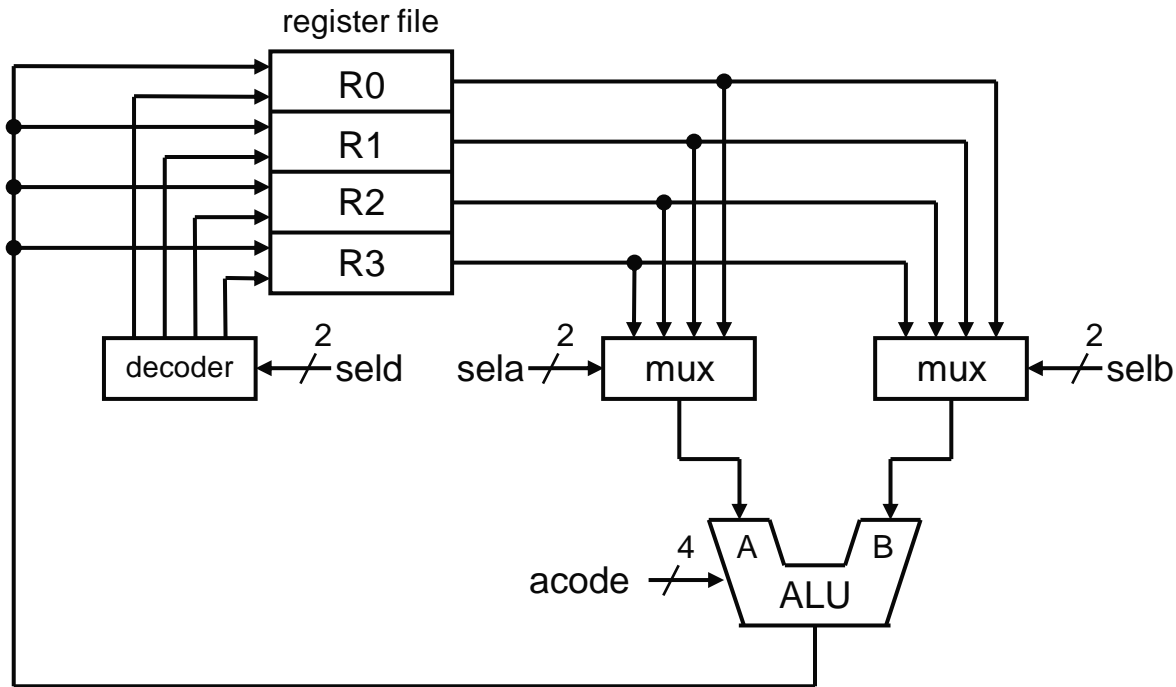 register file
R0
R1
R2
R3
2
2
2
decoder
seld
sela
mux
mux
selb
A
B
4
acode
ALU